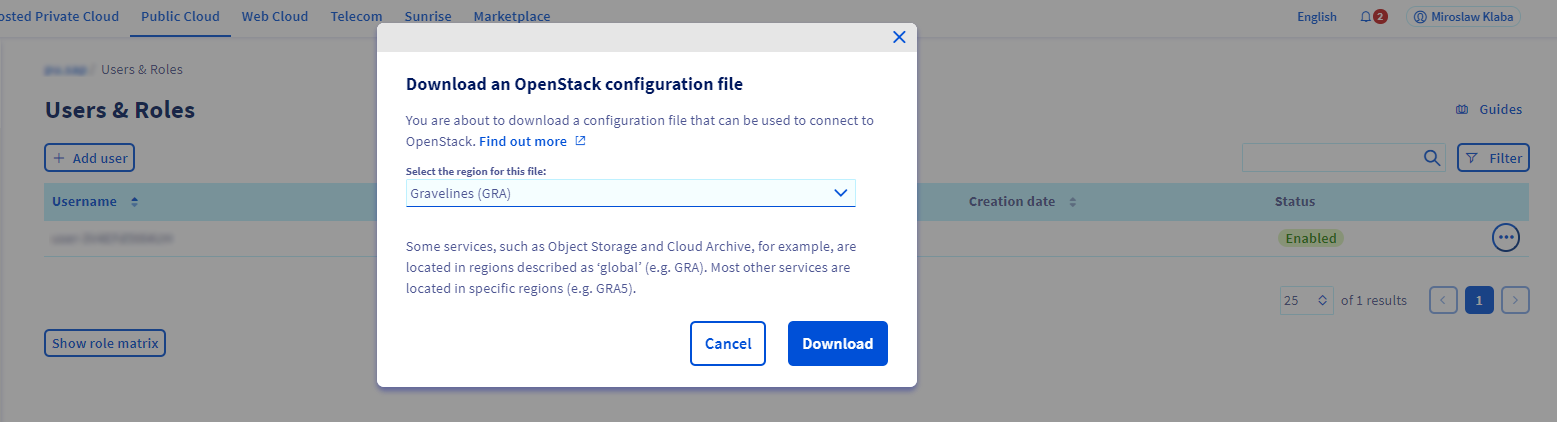 osted Private Cloud Public Cloud Web Cloud Telecom Sunrise Marketplace English 2 Miroslaw Klaba
/ Users & Roles
Users & Roles
Guides
+ Add user
Filter
Username Creation date Status
Enabled
25 of 1 results 1
Show role matrix
Download an OpenStack configuration file
You are about to download a configuration file that can be used to connect to
OpenStack. Find out more
Select the region for this file:
Gravelines (GRA)
Some services, such as Object Storage and Cloud Archive, for example, are
located in regions described as ‘global’ (e.g. GRA). Most other services are
located in specific regions (e.g. GRA5).
Cancel Download